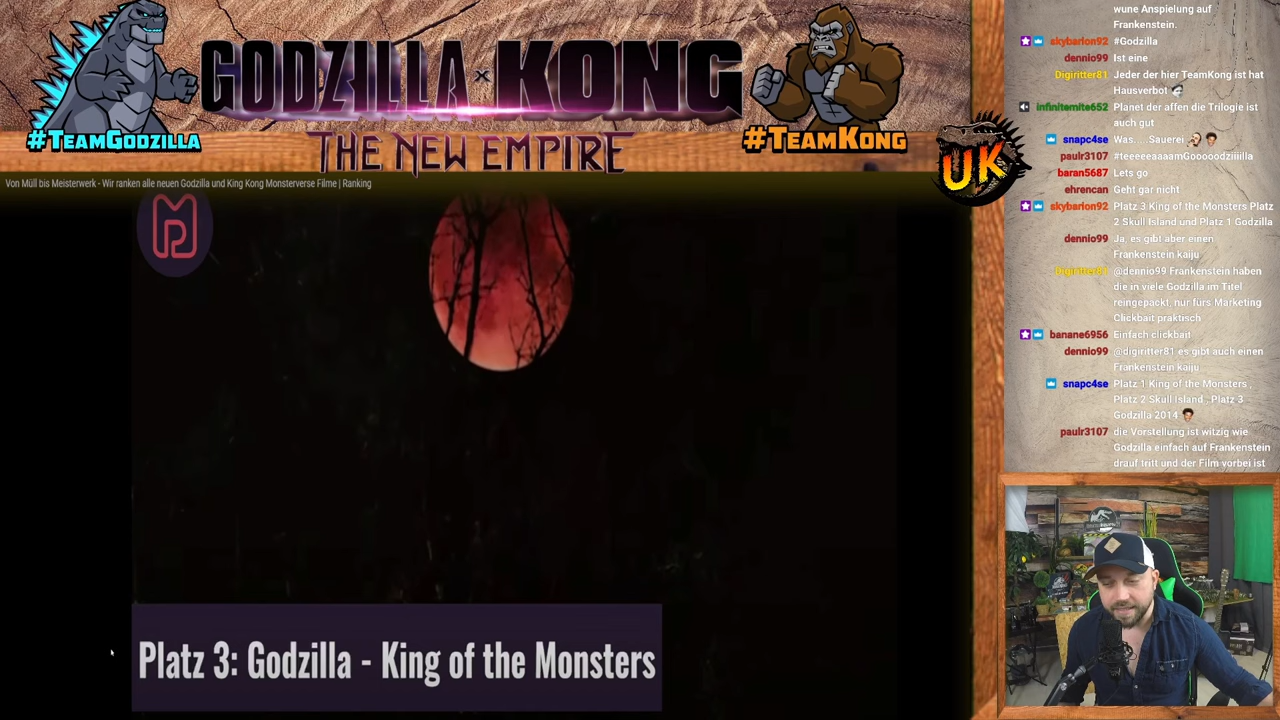 GODZILLA x KONG
#TEAMGODZILLA
#TEAMKONG
THE NEW EMPIRE
UK
Von Müll bis Meisterwerk - Wir ranken alle neuen Godzilla und King Kong Monsterverse Filme | Ranking
Platz 3: Godzilla - King of the Monsters
wune Anspielung auf
Frankenstein.
skybarion92 #Godzilla
dennio99 Ist eine
Digiritter81 Jeder der hier TeamKong ist hat
Hausverbot
infinitemite652 Planet der affen die Trilogie ist
auch gut
snapc4se Was. . . Sauerei
paulr3107 #teeeeeaaaamGooooodziiiilla
baran5687 Lets go
ehrencan Geht gar nicht
skybarion92 Platz 3 King of the Monsters Platz
2 Skull Island und Platz 1 Godzilla
dennio99 Ja, es gibt aber einen
Frankenstein kaiju
Digiritter81 @dennio99 Frankenstein haben
die in viele Godzilla im Titel
reingepackt, nur fürs Marketing
Clickbait praktisch
banane6956 Einfach clickbait
dennio99 @digiritter81 es gibt auch einen
Frankenstein kaiju
snapc4se Platz 1 King of the Monsters ,
Platz 2 Skull Island , Platz 3
Godzilla 2014
paulr3107 die Vorstellung ist witzig wie
Godzilla einfach auf Frankenstein
drauf tritt und der Film vorbei ist